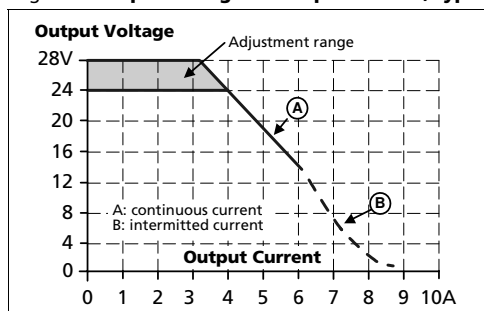 Output Voltage
Adjustment range
28V
24
20
16
12
8
4
0
A
B
A: continuous current
B: intermitted current
Output Current
0 1 2 3 4 5 6 7 8 9 10A